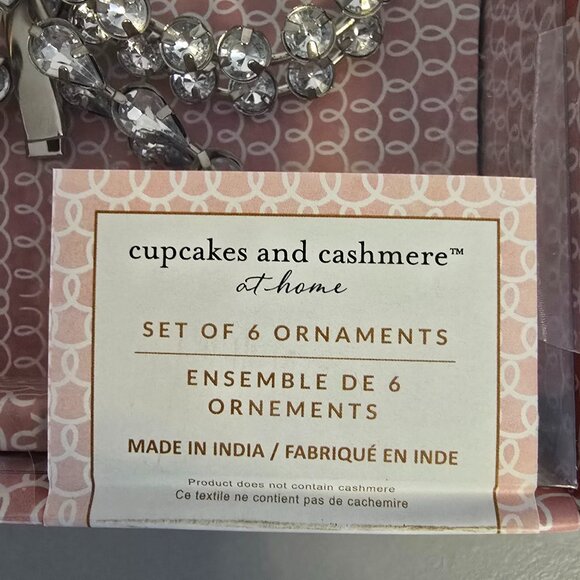 cupcakes and cashmere™
at home
SET OF 6 ORNAMENTS
ENSEMBLE DE 6
ORNEMENTS
MADE IN INDIA / FABRIQUÉ EN INDE
Product does not contain cashmere
Ce textile ne contient pas de cachemire